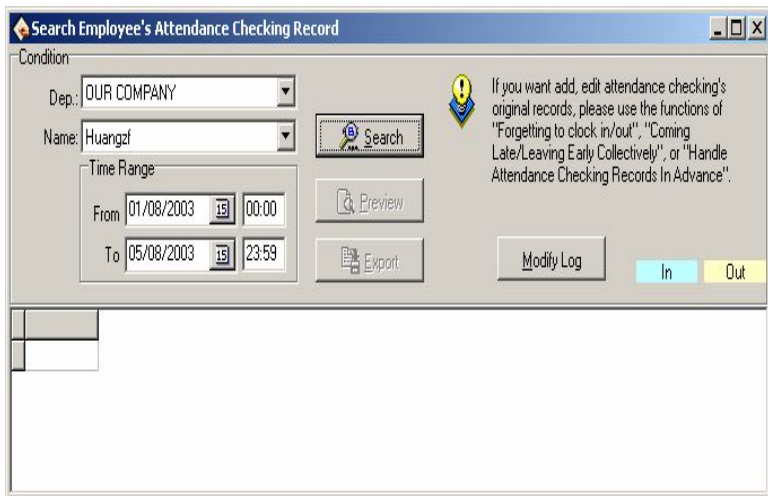 Search Employee's Attendance Checking Record
Condition
Dep.: OUR COMPANY
Name: Huangzf
Time Range
From 01/08/2003 15 00:00
To 05/08/2003 15 23:59
Search
Preview
Export
If you want add, edit attendance checking's
original records, please use the functions of
"Forgetting to clock in/out", "Coming
Late/Leaving Early Collectively", or "Handle
Attendance Checking Records In Advance".
Modify Log
In
Out